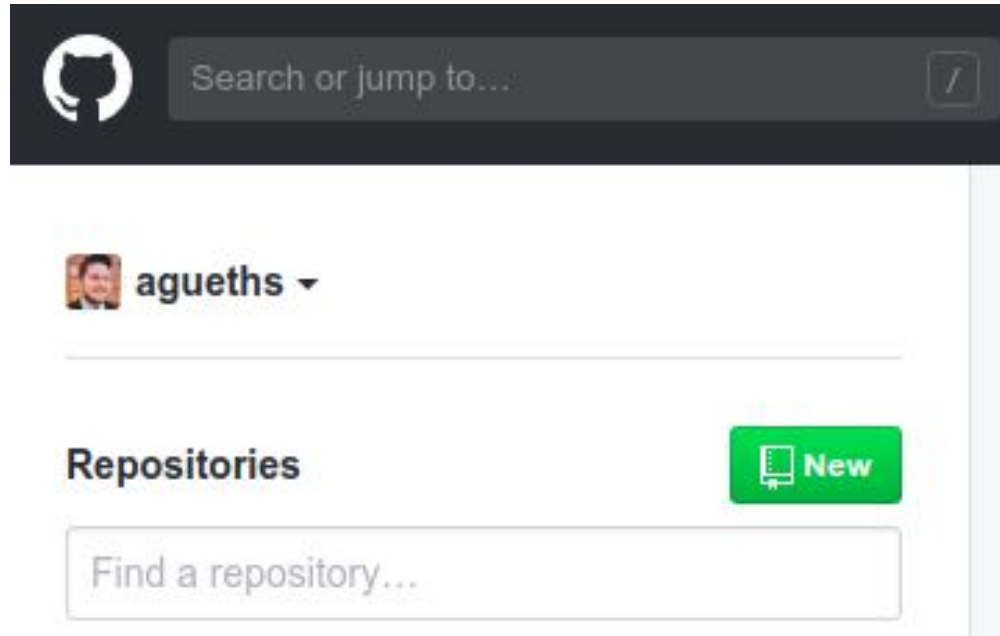 Search or jump to... /
agueths
Repositories New
Find a repository...